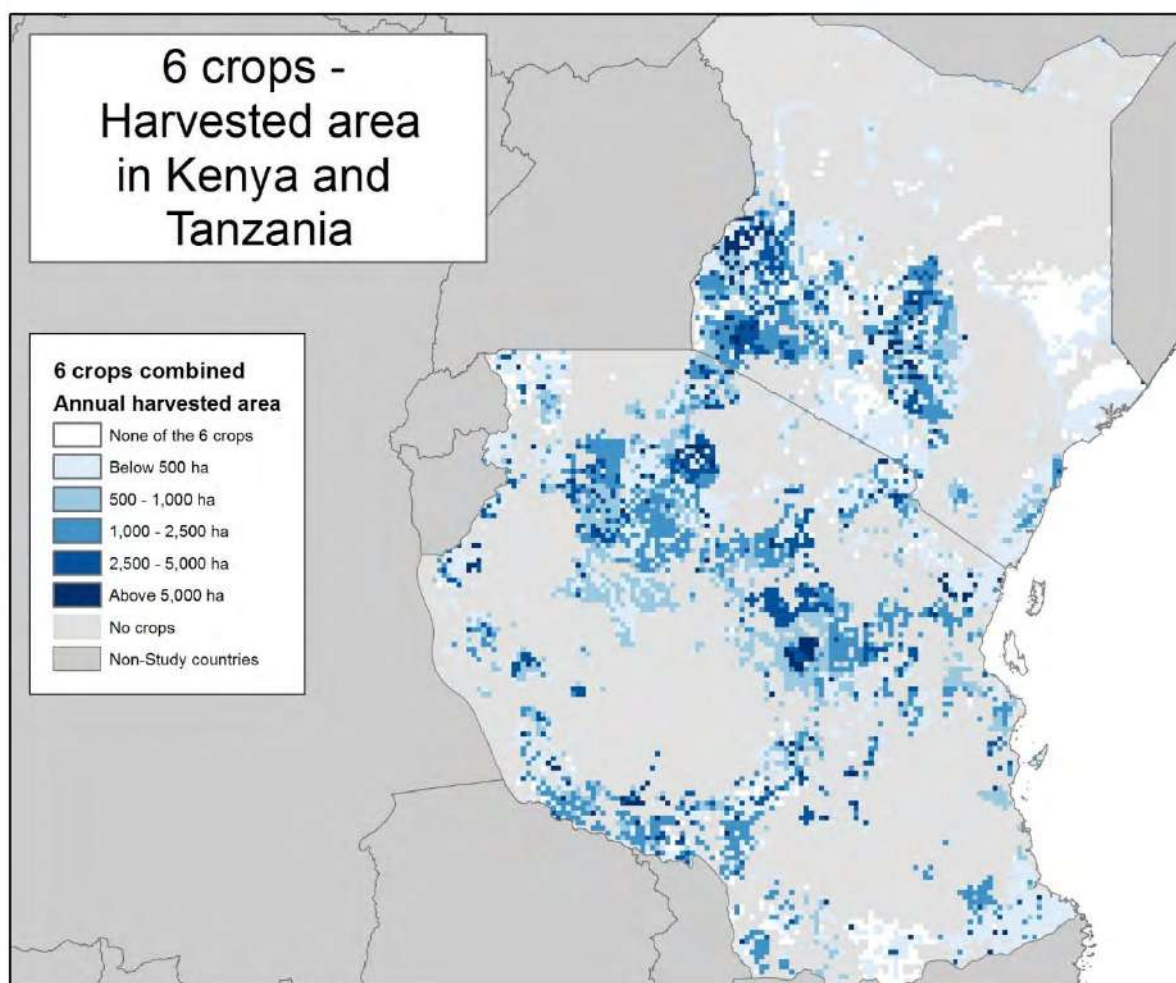 6 crops -
Harvested area
in Kenya and
Tanzania
6 crops combined
Annual harvested area
None of the 6 crops
Below 500 ha
500 - 1,000 ha
1,000 - 2,500 ha
2,500 - 5,000 ha
Above 5,000 ha
No crops
Non-Study countries